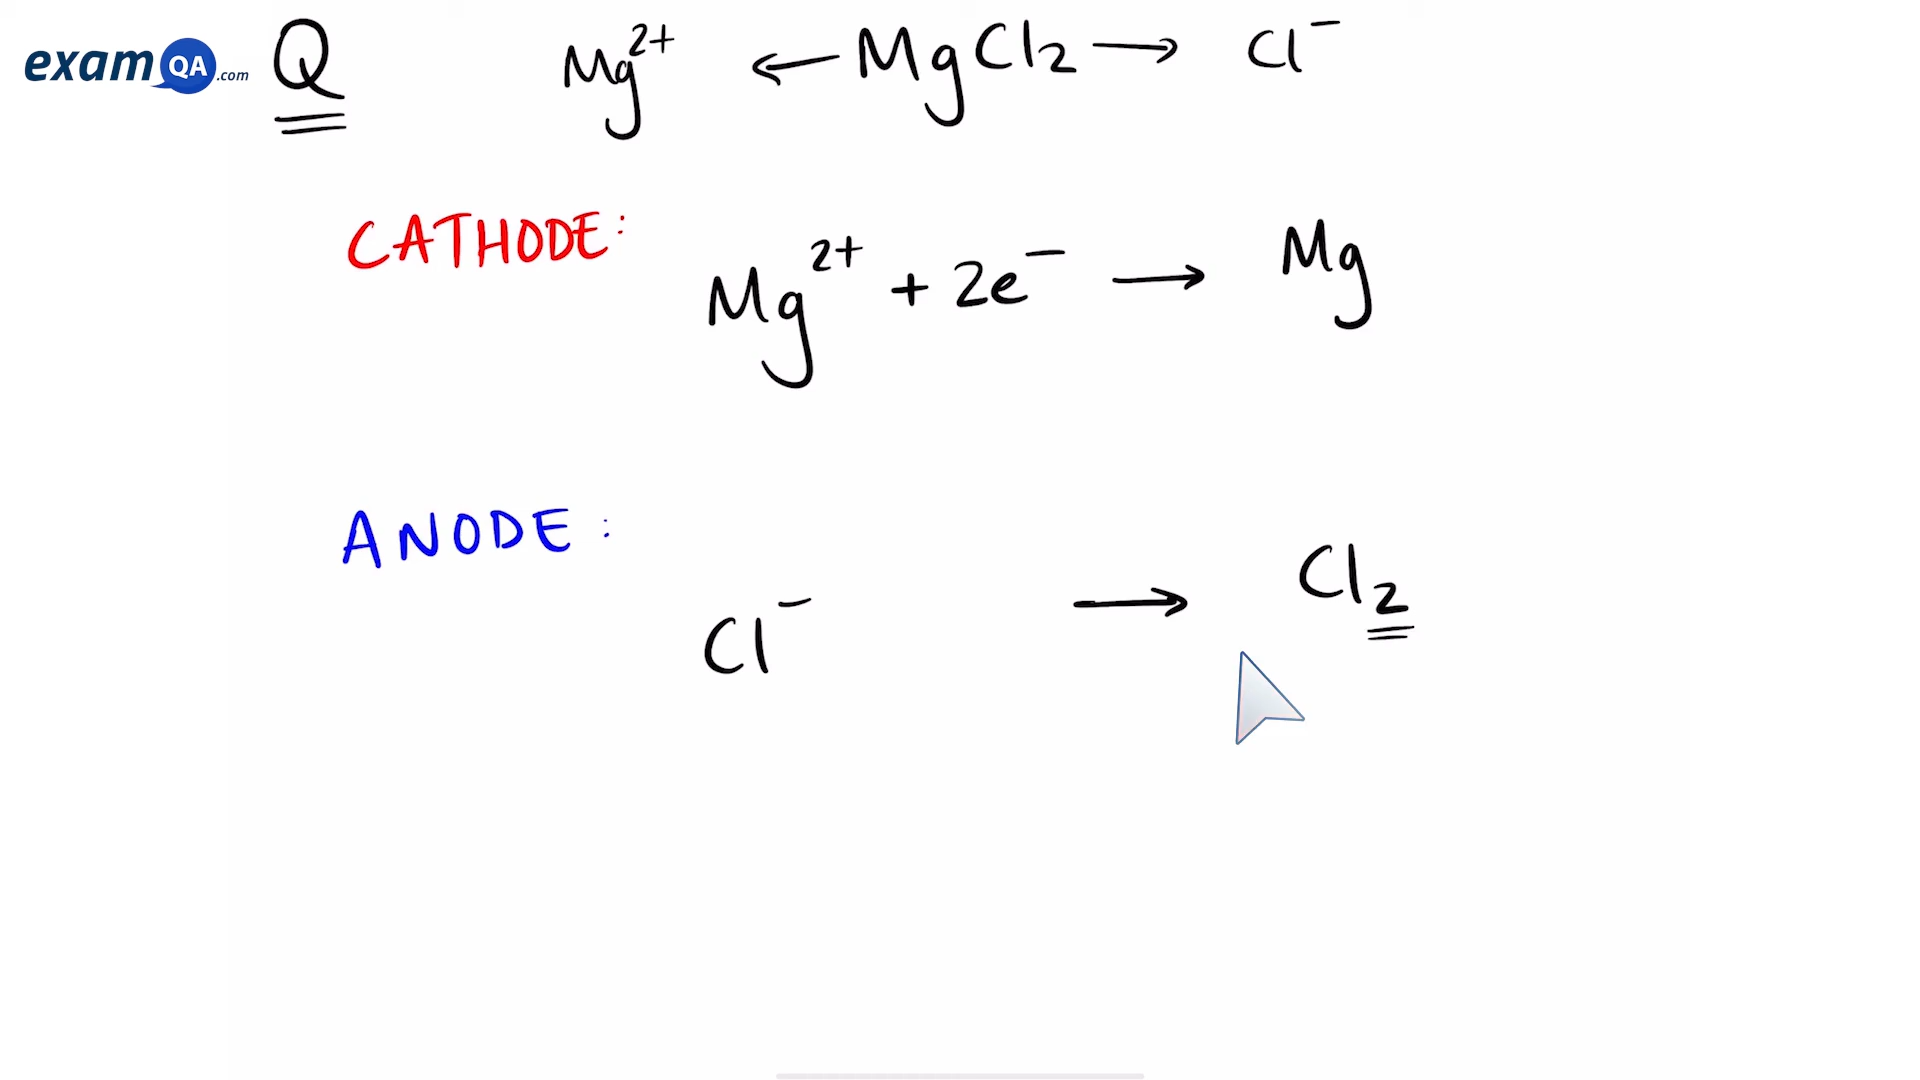 examQA.com
Q Mg²⁺ ← MgCl₂ → Cl⁻
CATHODE:
Mg²⁺ + 2e⁻ → Mg
ANODE:
Cl⁻ → Cl₂